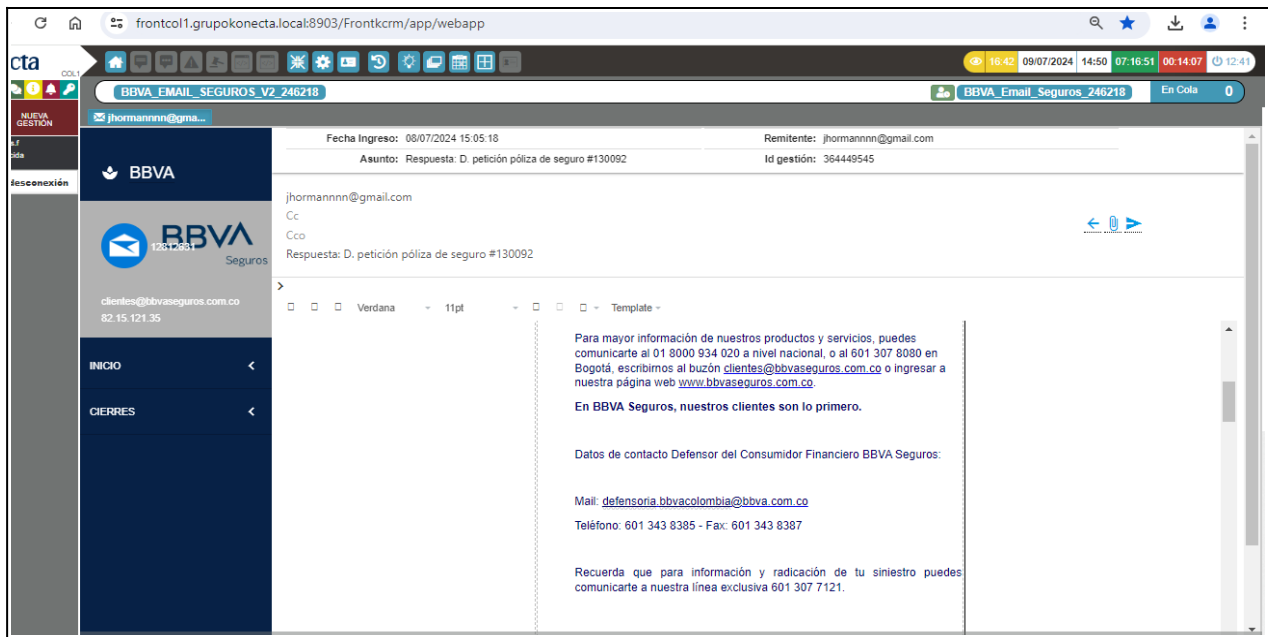 frontcol1.grupokonecta.local:8903/Frontkcrm/app/webapp
cta
COL1
16:42 09/07/2024 14:50 07:16:51 00:14:07 12:41
BBVA_EMAIL_SEGUROS_V2_246218
BBVA_Email_Seguros_246218
En Cola 0
NUEVA
GESTIÓN
jhormannnn@gma...
desconexión
BBVA
Fecha Ingreso: 08/07/2024 15:05:18
Remitente: jhormannnn@gmail.com
Asunto: Respuesta: D. petición póliza de seguro #130092
Id gestión: 364449545
BBVA
Seguros
12812631
clientes@bbvaseguros.com.co
82.15.121.35
INICIO
CIERRES
jhormannnn@gmail.com
Cc
Cco
Respuesta: D. petición póliza de seguro #130092
Verdana 11pt Template
Para mayor información de nuestros productos y servicios, puedes
comunicarte al 01 8000 934 020 a nivel nacional, o al 601 307 8080 en
Bogotá, escribirnos al buzón clientes@bbvaseguros.com.co o ingresar a
nuestra página web www.bbvaseguros.com.co.
En BBVA Seguros, nuestros clientes son lo primero.
Datos de contacto Defensor del Consumidor Financiero BBVA Seguros:
Mail: defensoria.bbvacolombia@bbva.com.co
Teléfono: 601 343 8385 - Fax: 601 343 8387
Recuerda que para información y radicación de tu siniestro puedes
comunicarte a nuestra línea exclusiva 601 307 7121.